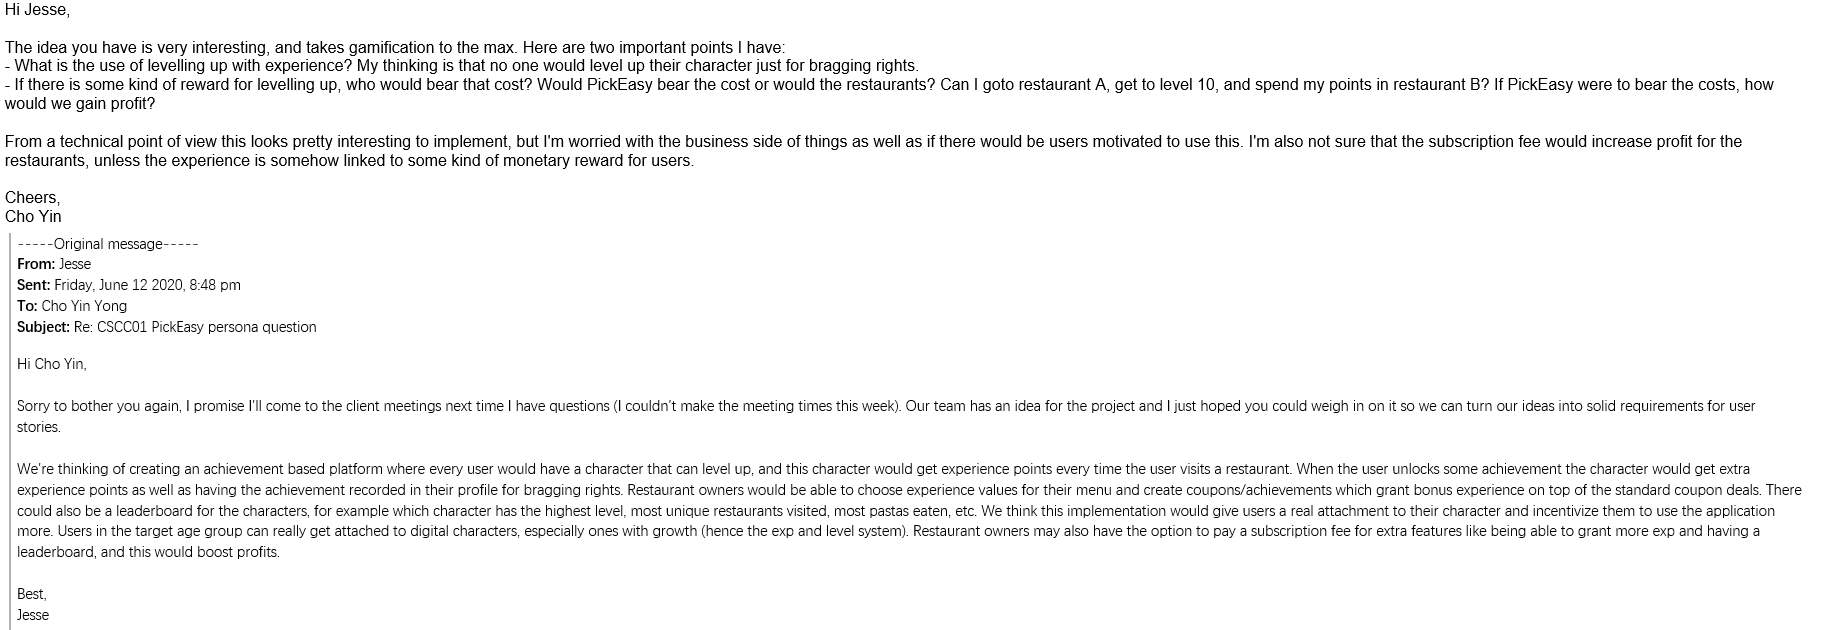 Hi Jesse,
The idea you have is very interesting, and takes gamification to the max. Here are two important points I have:
- What is the use of levelling up with experience? My thinking is that no one would level up their character just for bragging rights.
- If there is some kind of reward for levelling up, who would bear that cost? Would PickEasy bear the cost or would the restaurants? Can I goto restaurant A, get to level 10, and spend my points in restaurant B? If PickEasy were to bear the costs, how
would we gain profit?
From a technical point of view this looks pretty interesting to implement, but I'm worried with the business side of things as well as if there would be users motivated to use this. I'm also not sure that the subscription fee would increase profit for the
restaurants, unless the experience is somehow linked to some kind of monetary reward for users.
Cheers,
Cho Yin
-----Original message-----
From: Jesse
Sent: Friday, June 12 2020, 8:48 pm
To: Cho Yin Yong
Subject: Re: CSCC01 PickEasy persona question
Hi Cho Yin,
Sorry to bother you again, I promise I'll come to the client meetings next time I have questions (I couldn't make the meeting times this week). Our team has an idea for the project and I just hoped you could weigh in on it so we can turn our ideas into solid requirements for user
stories.
We're thinking of creating an achievement based platform where every user would have a character that can level up, and this character would get experience points every time the user visits a restaurant. When the user unlocks some achievement the character would get extra
experience points as well as having the achievement recorded in their profile for bragging rights. Restaurant owners would be able to choose experience values for their menu and create coupons/achievements which grant bonus experience on top of the standard coupon deals. There
could also be a leaderboard for the characters, for example which character has the highest level, most unique restaurants visited, most pastas eaten, etc. We think this implementation would give users a real attachment to their character and incentivize them to use the application
more. Users in the target age group can really get attached to digital characters, especially ones with growth (hence the exp and level system). Restaurant owners may also have the option to pay a subscription fee for extra features like being able to grant more exp and having a
leaderboard, and this would boost profits.
Best,
Jesse